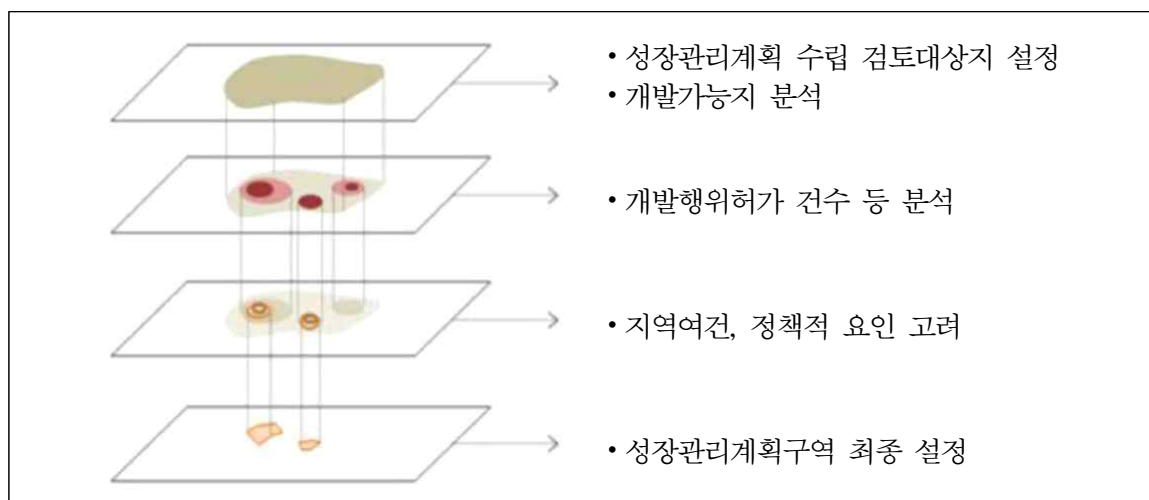 • 성장관리계획 수립 검토대상지 설정
• 개발가능지 분석
• 개발행위허가 건수 등 분석
• 지역여건, 정책적 요인 고려
• 성장관리계획구역 최종 설정